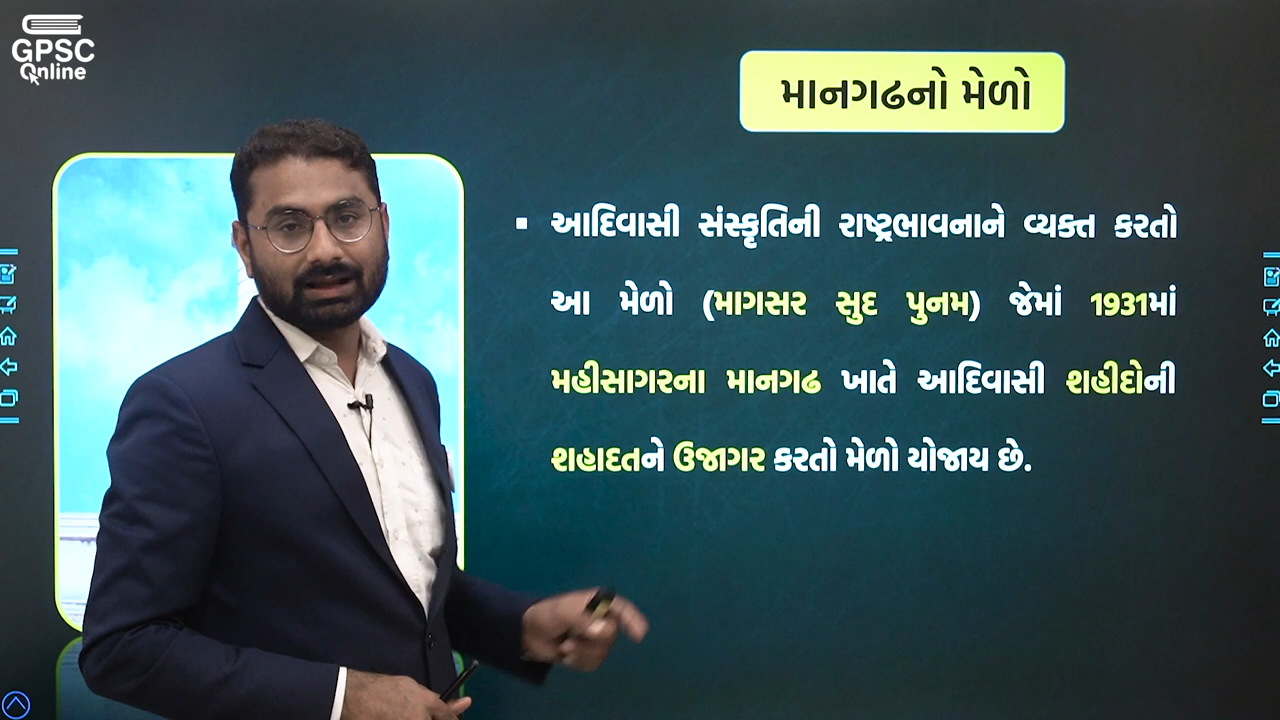 GPSC
Online
માનગઢનો મેળો
▪ આદિવાસી સંસ્કૃતિની રાષ્ટ્રભાવનાને વ્યક્ત કરતો
આ મેળો (માગસર સુદ પુનમ) જેમાં 1931માં
મહીસાગરના માનગઢ ખાતે આદિવાસી શહીદોની
શહાદતને ઉજાગર કરતો મેળો યોજાય છે.